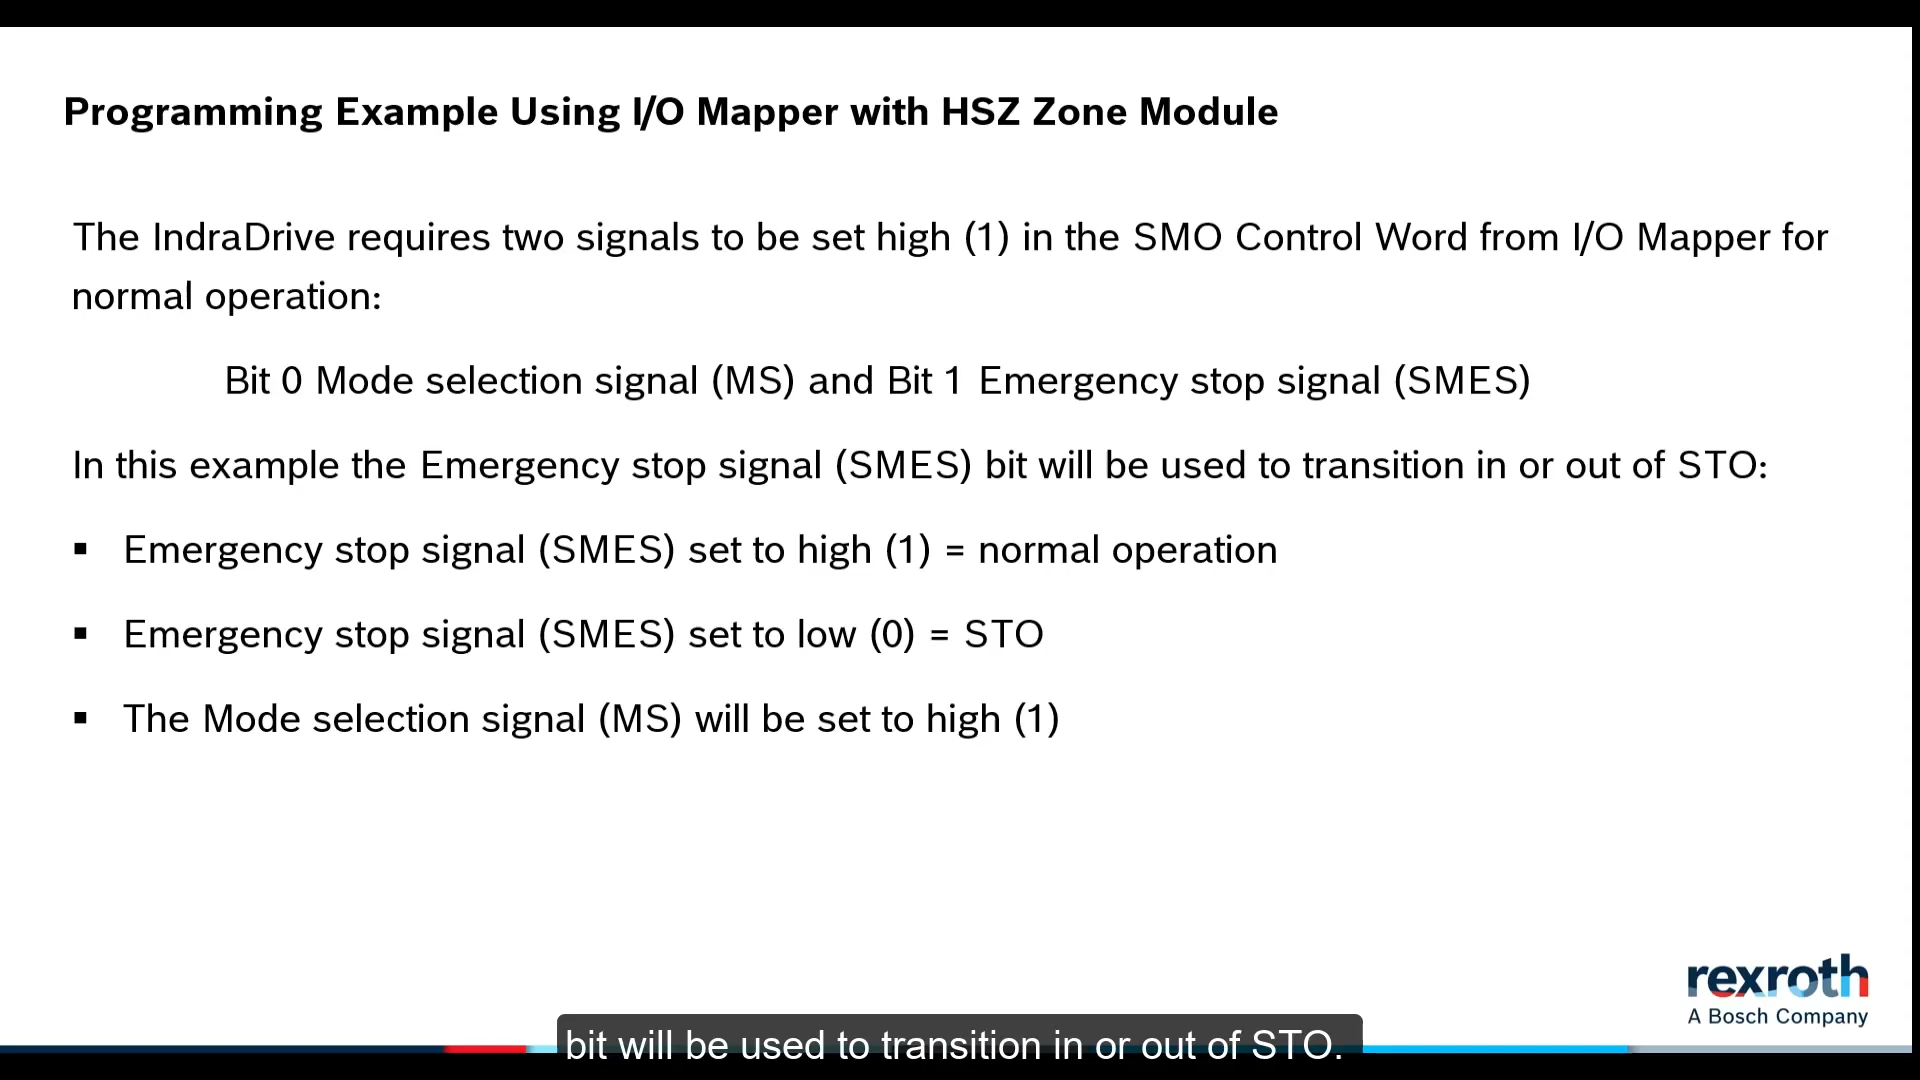 Programming Example Using I/O Mapper with HSZ Zone Module
The IndraDrive requires two signals to be set high (1) in the SMO Control Word from I/O Mapper for
normal operation:
Bit 0 Mode selection signal (MS) and Bit 1 Emergency stop signal (SMES)
In this example the Emergency stop signal (SMES) bit will be used to transition in or out of STO:
▪ Emergency stop signal (SMES) set to high (1) = normal operation
▪ Emergency stop signal (SMES) set to low (0) = STO
▪ The Mode selection signal (MS) will be set to high (1)
rexroth
A Bosch Company
bit will be used to transition in or out of STO.